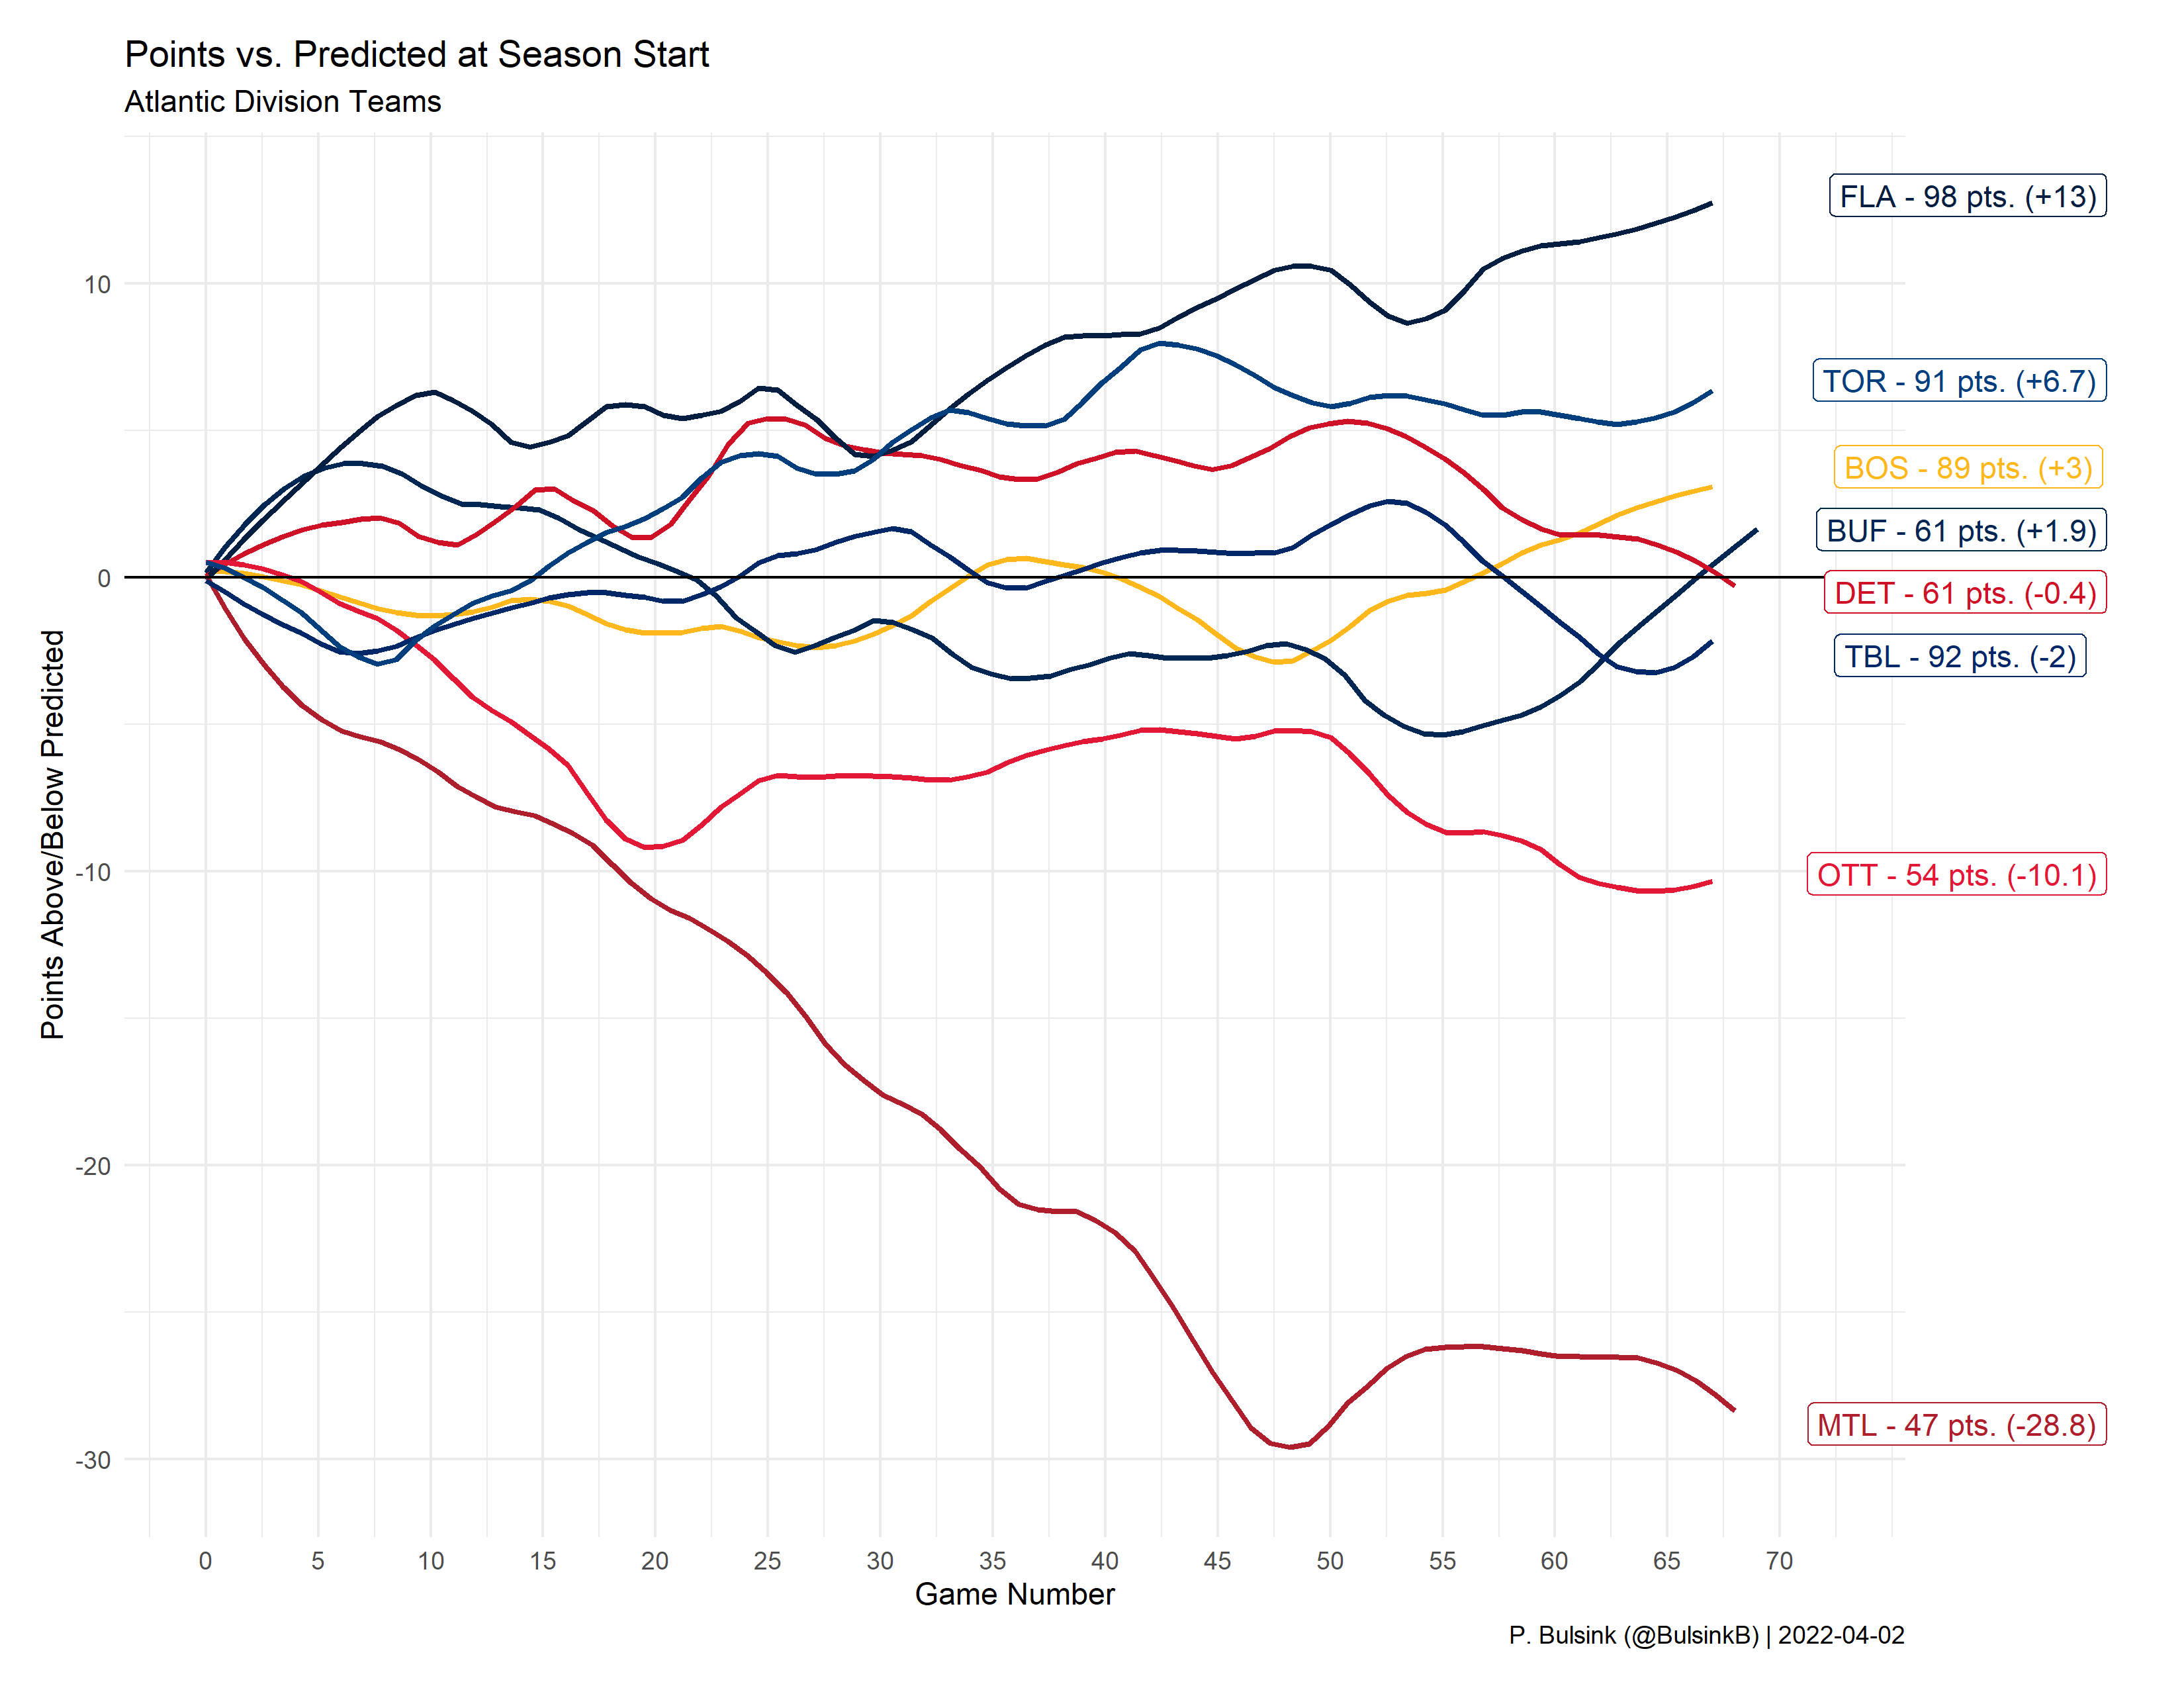 Points vs. Predicted at Season Start
Atlantic Division Teams
Points Above/Below Predicted
10
0
-10
-20
-30
FLA - 98 pts. (+13)
TOR - 91 pts. (+6.7)
BOS - 89 pts. (+3)
BUF - 61 pts. (+1.9)
DET - 61 pts. (-0.4)
TBL - 92 pts. (-2)
OTT - 54 pts. (-10.1)
MTL - 47 pts. (-28.8)
0 5 10 15 20 25 30 35 40 45 50 55 60 65 70
Game Number
P. Bulsink (@BulsinkB) | 2022-04-02